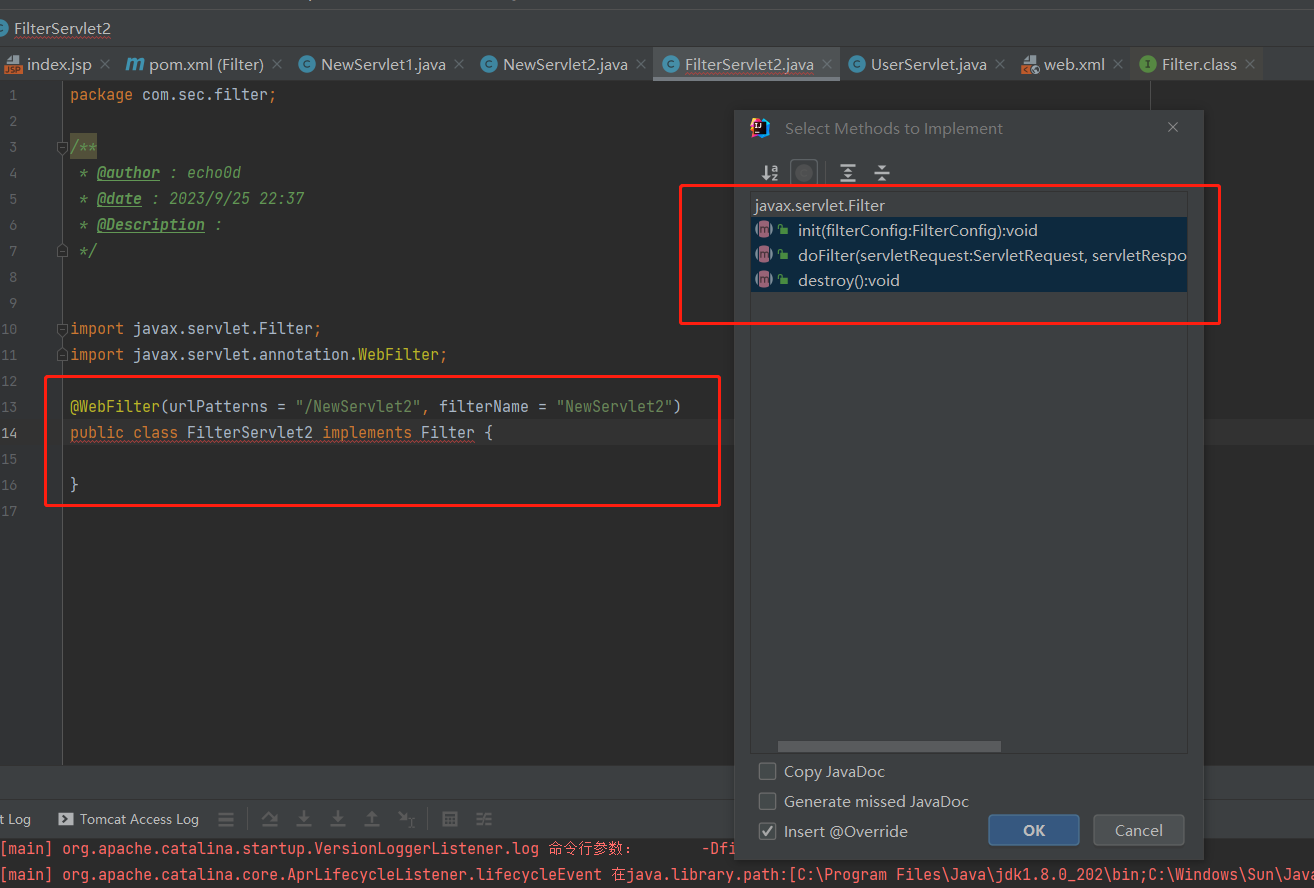 FilterServlet2
index.jsp pom.xml (Filter) NewServlet1.java NewServlet2.java FilterServlet2.java UserServlet.java web.xml Filter.class
1 package com.sec.filter;
2
3 /**
4 * @author : echo0d
5 * @date : 2023/9/25 22:37
6 * @Description :
7 */
8
9
10 import javax.servlet.Filter;
11 import javax.servlet.annotation.WebFilter;
12
13 @WebFilter(urlPatterns = "/NewServlet2", filterName = "NewServlet2")
14 public class FilterServlet2 implements Filter {
15
16 }
17
Select Methods to Implement
javax.servlet.Filter
init(filterConfig:FilterConfig):void
doFilter(servletRequest:ServletRequest, servletRespo
destroy():void
Copy JavaDoc
Generate missed JavaDoc
Insert @Override
OK Cancel
t Log Tomcat Access Log
[main] org.apache.catalina.startup.VersionLoggerListener.log 命令行参数: -Dfi
[main] org.apache.catalina.core.AprLifecycleListener.lifecycleEvent 在java.library.path:[C:\Program Files\Java\jdk1.8.0_202\bin;C:\Windows\Sun\Java